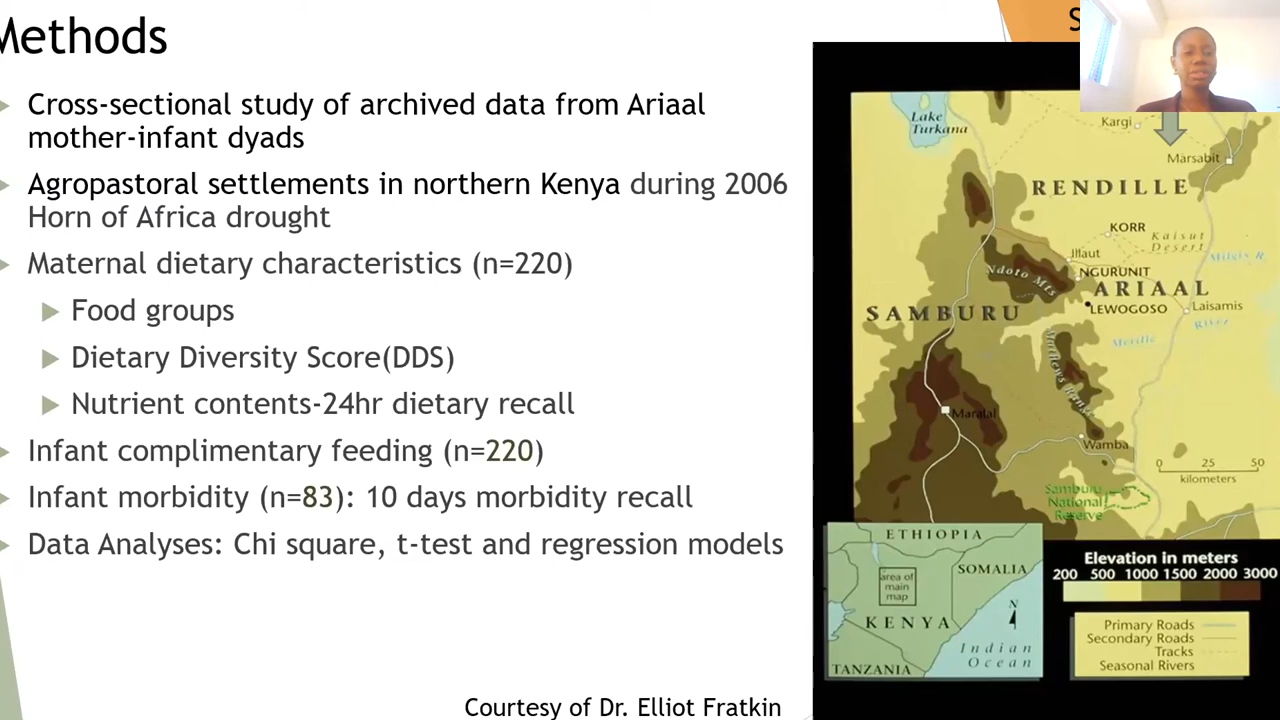 Methods
S
Cross-sectional study of archived data from Ariaal
mother-infant dyads
Agropastoral settlements in northern Kenya during 2006
Horn of Africa drought
Maternal dietary characteristics (n=220)
Food groups
Dietary Diversity Score(DDS)
Nutrient contents-24hr dietary recall
Infant complimentary feeding (n=220)
Infant morbidity (n=83): 10 days morbidity recall
Data Analyses: Chi square, t-test and regression models
Courtesy of Dr. Elliot Fratkin
Lake
Turkana
Kargi
Marsabit
RENDILLE
KORR
Kaisut
Desert
Illaut
Milgis R.
Ndoto Mts
NGURUNIT
ARIAAL
SAMBURU
LEWOGOSO
Laisamis
River
Merille
Mathews Range
Maralal
Wamba
0 25 50
kilometers
Samburu
National
Reserve
ETHIOPIA
SOMALIA
area of
main
map
N
KENYA
Indian
Ocean
TANZANIA
Elevation in meters
200 500 1000 1500 2000 3000
Primary Roads
Secondary Roads
Tracks
Seasonal Rivers